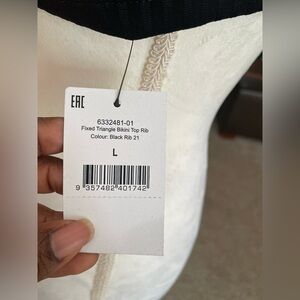 EAC
6332481-01
Fixed Triangle Bikini Top Rib
Colour: Black Rib 21
L
9 357482 401742 >